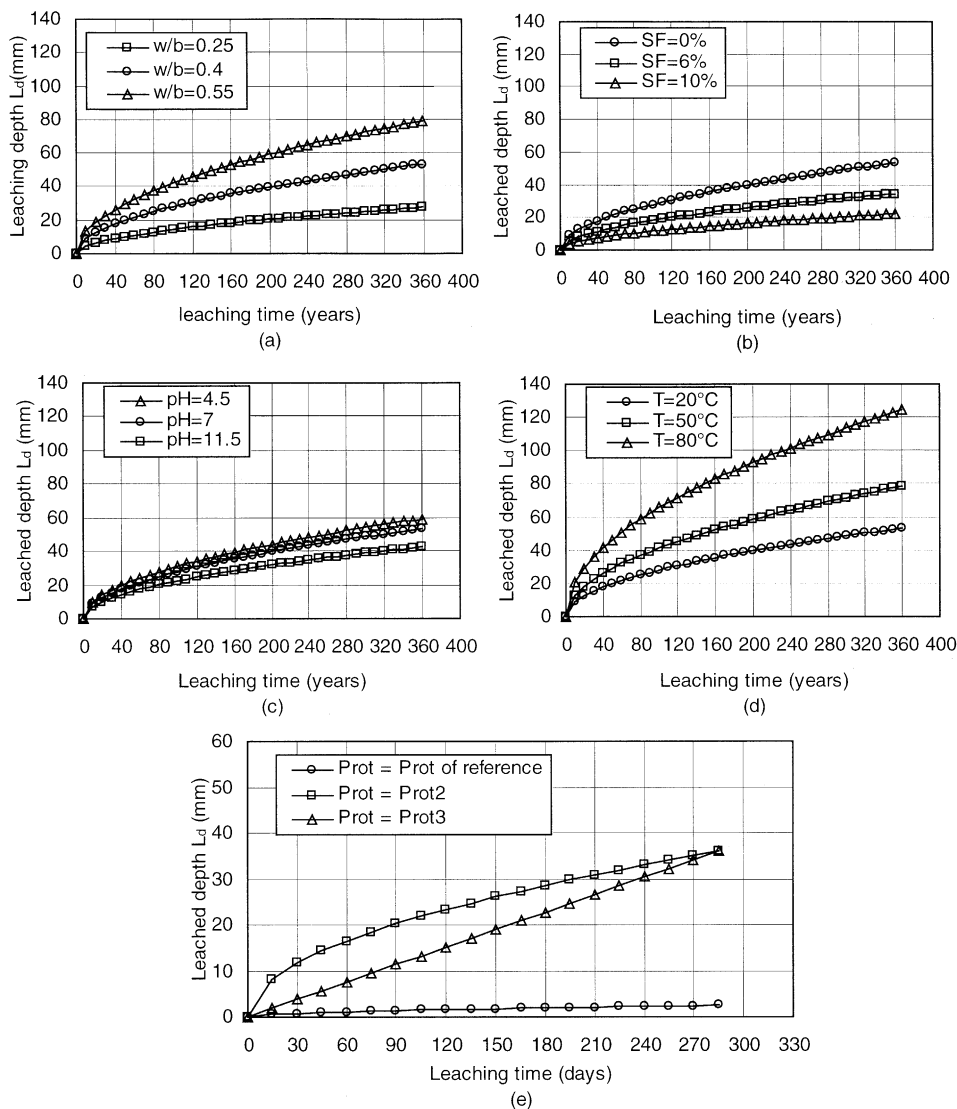 140
120
100
80
60
40
20
0
Leaching depth Ld(mm)
w/b=0.25
w/b=0.4
w/b=0.55
0 40 80 120 160 200 240 280 320 360 400
leaching time (years)
(a)
140
120
100
80
60
40
20
0
Leached depth Ld (mm)
SF=0%
SF=6%
SF=10%
0 40 80 120 160 200 240 280 320 360 400
Leaching time (years)
(b)
140
120
100
80
60
40
20
0
Leached depth Ld (mm)
pH=4.5
pH=7
pH=11.5
0 40 80 120 160 200 240 280 320 360 400
Leaching time (years)
(c)
140
120
100
80
60
40
20
0
Leached depth Ld (mm)
T=20°C
T=50°C
T=80°C
0 40 80 120 160 200 240 280 320 360 400
Leaching time (years)
(d)
60
50
40
30
20
10
0
Leached depth Ld (mm)
Prot = Prot of reference
Prot = Prot2
Prot = Prot3
0 30 60 90 120 150 180 210 240 270 300 330
Leaching time (days)
(e)